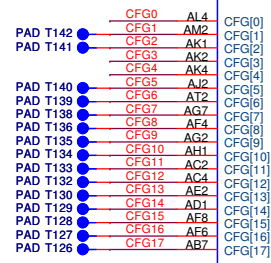 CFG0 AL4 CFG[0]
PAD T142 CFG1 AM2 CFG[1]
PAD T141 CFG2 AK1 CFG[2]
CFG3 AK2 CFG[3]
CFG4 AK4 CFG[4]
PAD T140 CFG5 AJ2 CFG[5]
PAD T139 CFG6 AT2 CFG[6]
PAD T138 CFG7 AG7 CFG[7]
PAD T136 CFG8 AF4 CFG[8]
PAD T135 CFG9 AG2 CFG[9]
PAD T134 CFG10 AH1 CFG[10]
PAD T133 CFG11 AC2 CFG[11]
PAD T132 CFG12 AC4 CFG[12]
PAD T130 CFG13 AE2 CFG[13]
PAD T129 CFG14 AD1 CFG[14]
PAD T128 CFG15 AF8 CFG[15]
PAD T127 CFG16 AF6 CFG[16]
PAD T126 CFG17 AB7 CFG[17]